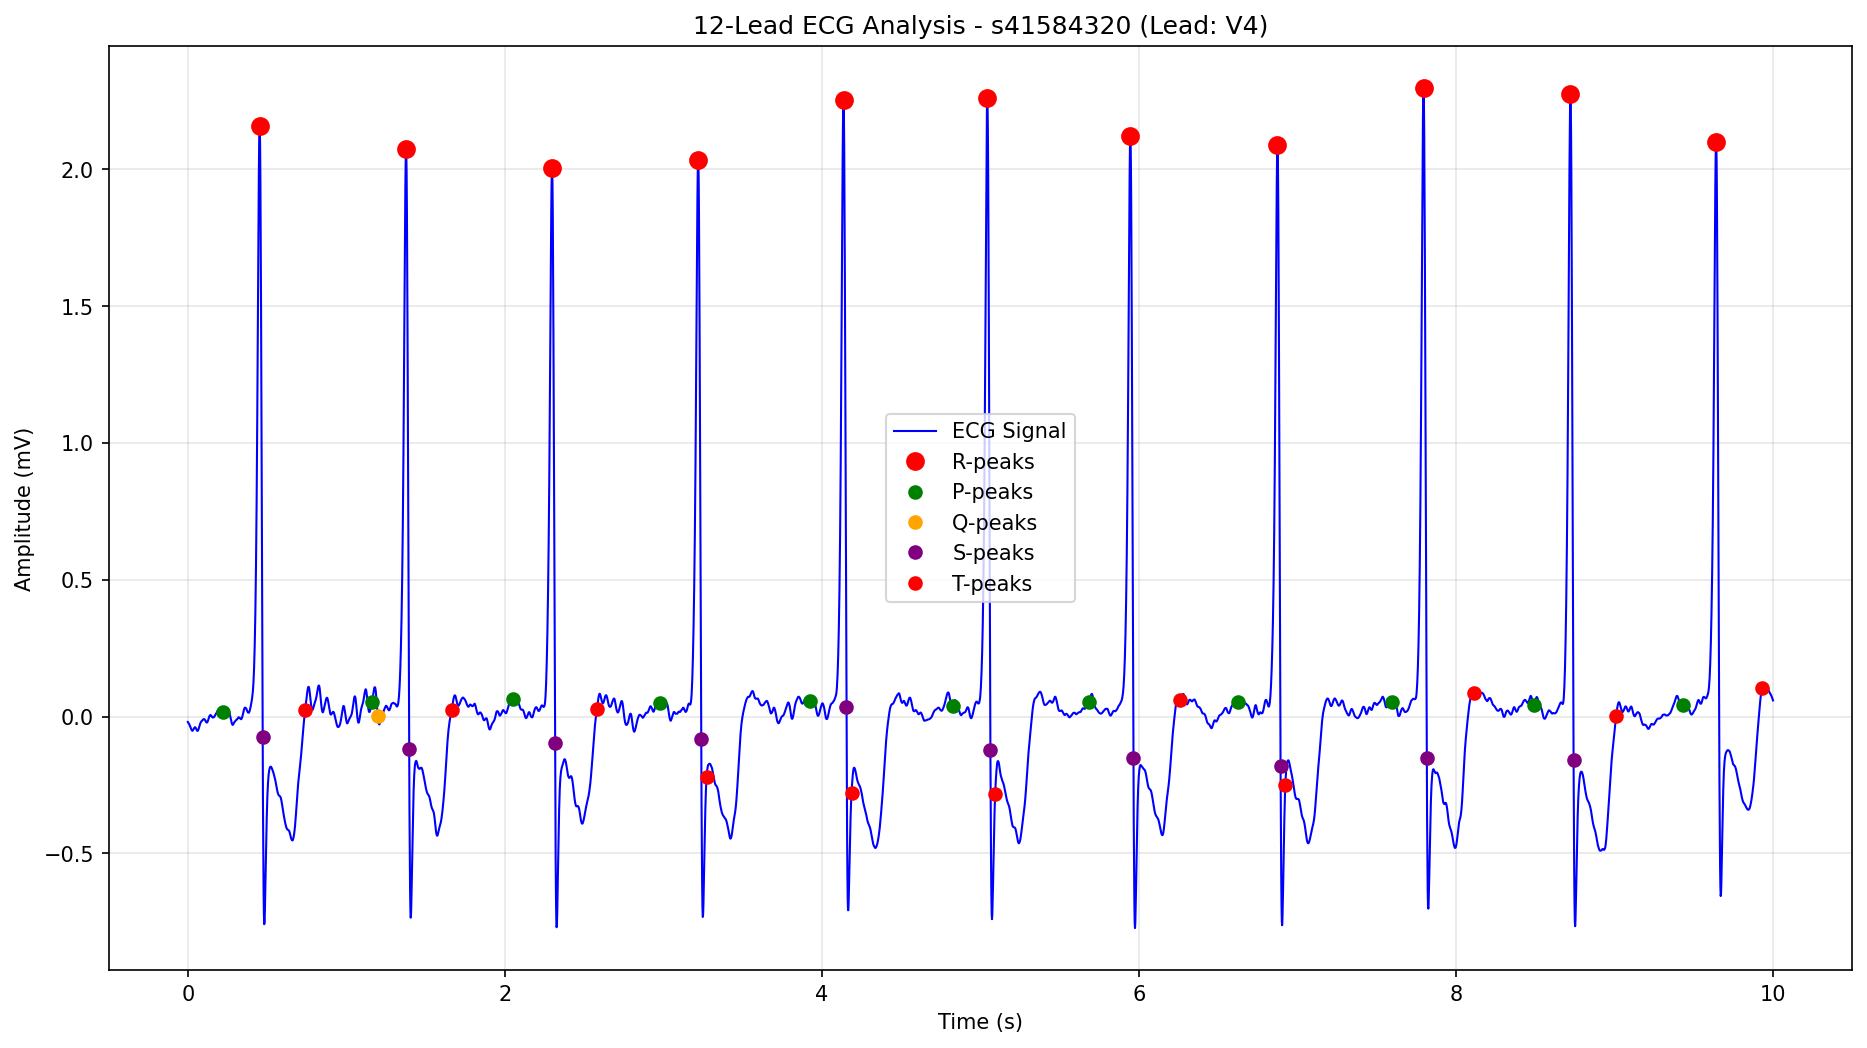 12-Lead ECG Analysis - s41584320 (Lead: V4)
Amplitude (mV)
2.0
1.5
1.0
0.5
0.0
−0.5
ECG Signal
R-peaks
P-peaks
Q-peaks
S-peaks
T-peaks
0 2 4 6 8 10
Time (s)